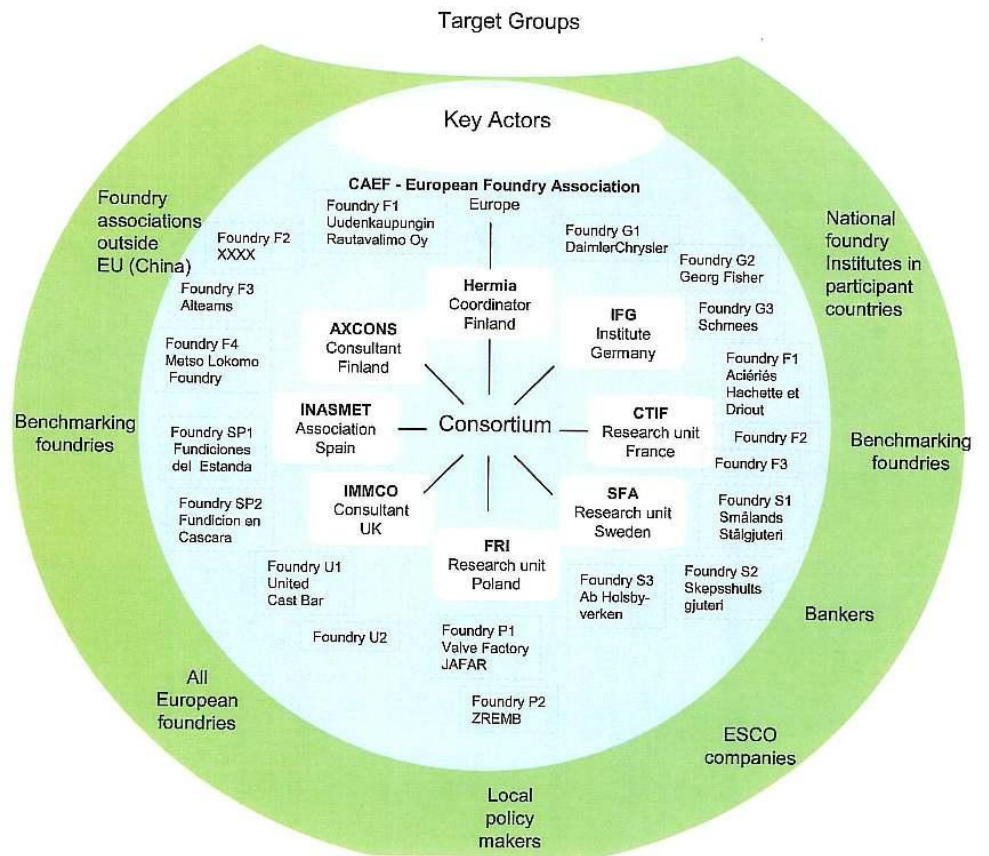 Target Groups
Key Actors
CAEF - European Foundry Association
Europe
Foundry
associations
outside
EU (China)
National
foundry
Institutes in
participant
countries
Foundry F1
Uudenkaupungin
Rautavalimo Oy
Foundry G1
DaimlerChrysler
Foundry F2
XXXX
Foundry G2
Georg Fisher
Foundry F3
Alteams
Foundry G3
Schmees
Hermia
Coordinator
Finland
AXCONS
Consultant
Finland
IFG
Institute
Germany
Foundry F4
Metso Lokomo
Foundry
Foundry F1
Aciériés
Hachette et
Driout
Benchmarking
foundries
INASMET
Association
Spain
Consortium
CTIF
Research unit
France
Foundry F2
Benchmarking
foundries
Foundry SP1
Fundiciones
del Estanda
Foundry F3
Foundry SP2
Fundicion en
Cascara
IMMCO
Consultant
UK
SFA
Research unit
Sweden
Foundry S1
Smålands
Stålgjuteri
FRI
Research unit
Poland
Foundry U1
United
Cast Bar
Foundry S3
Ab Holsby-
verken
Foundry S2
Skepsshults
gjuteri
Bankers
Foundry U2
Foundry P1
Valve Factory
JAFAR
All
European
foundries
Foundry P2
ZREMB
ESCO
companies
Local
policy
makers